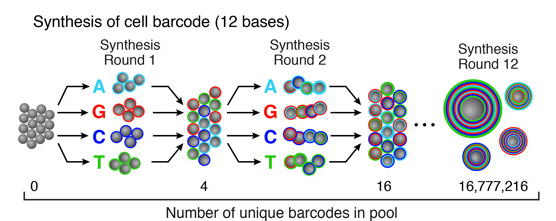 Synthesis of cell barcode (12 bases)
Synthesis
Round 1
Synthesis
Round 2
Synthesis
Round 12
A
G
C
T
A
G
C
T
...
0
4
16
16,777,216
Number of unique barcodes in pool